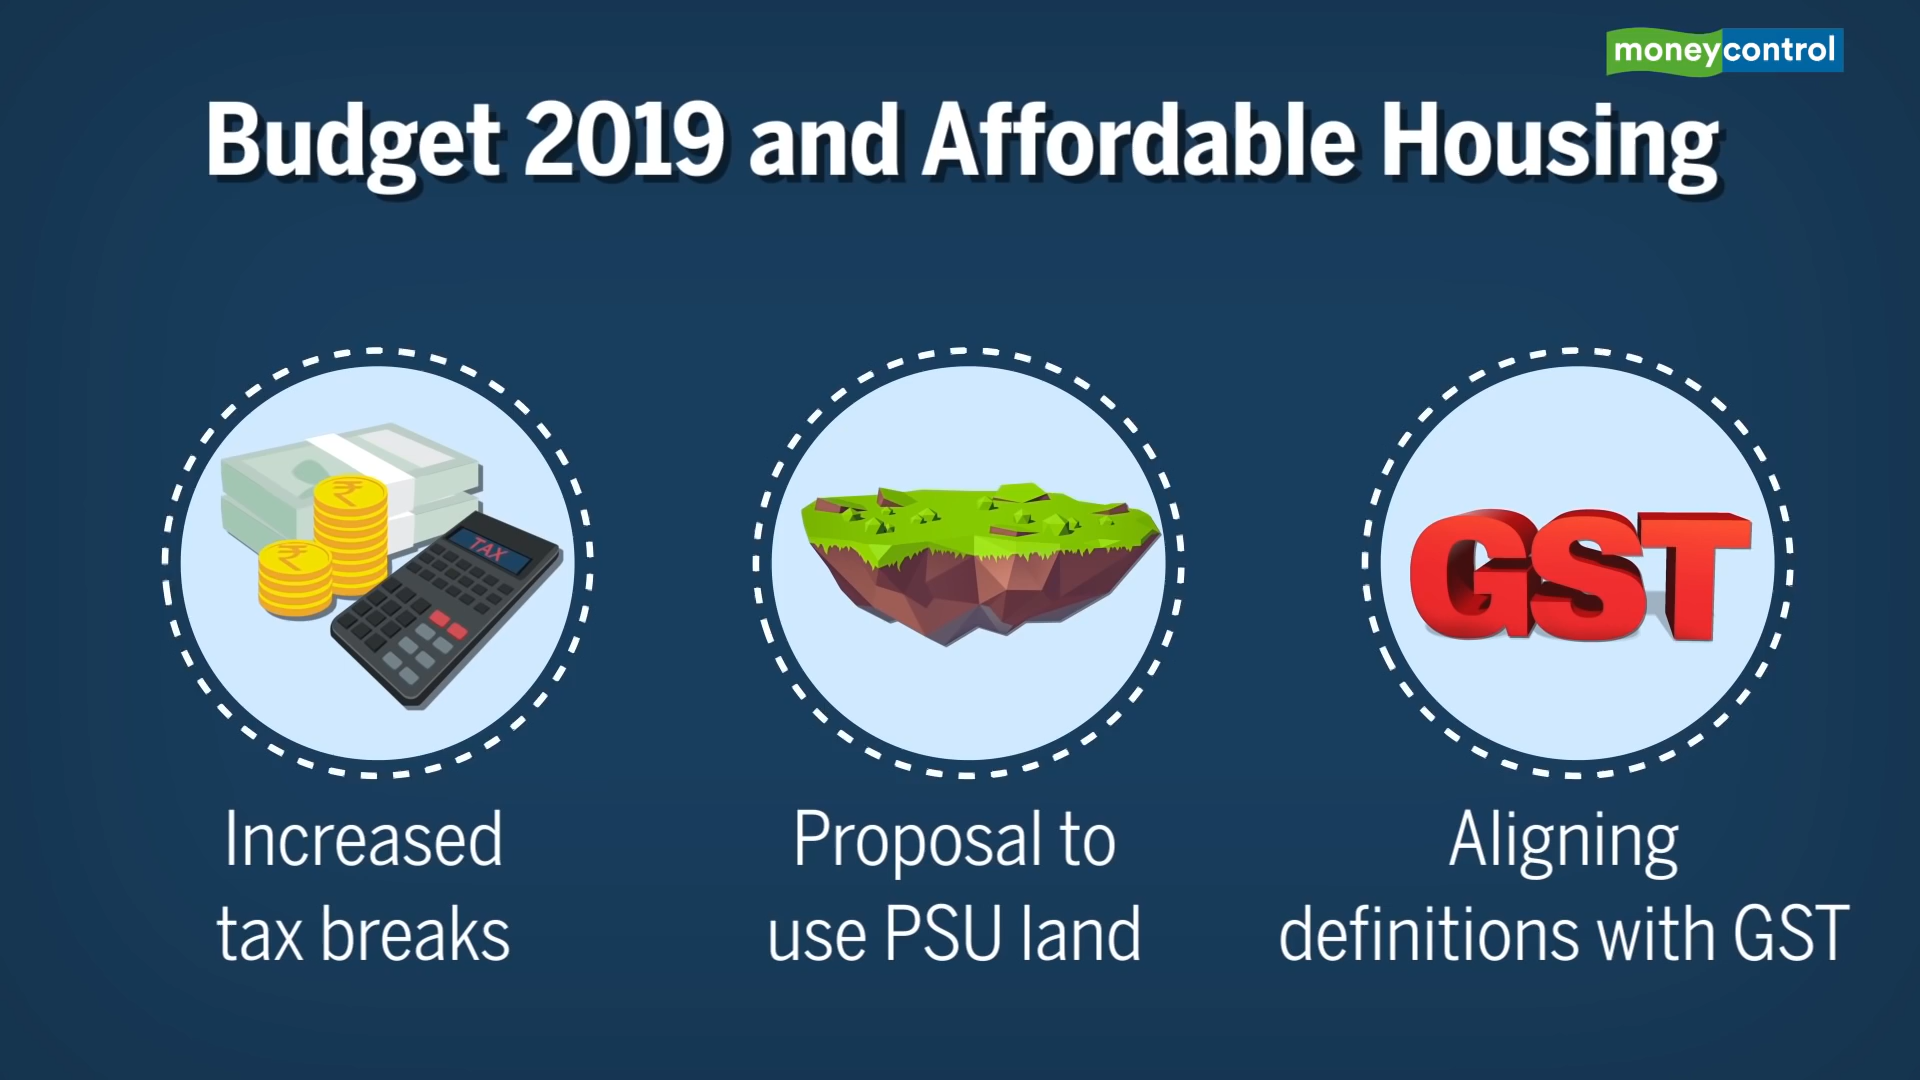 moneycontrol
Budget 2019 and Affordable Housing
₹
₹
TAX
GST
Increased
tax breaks
Proposal to
use PSU land
Aligning
definitions with GST